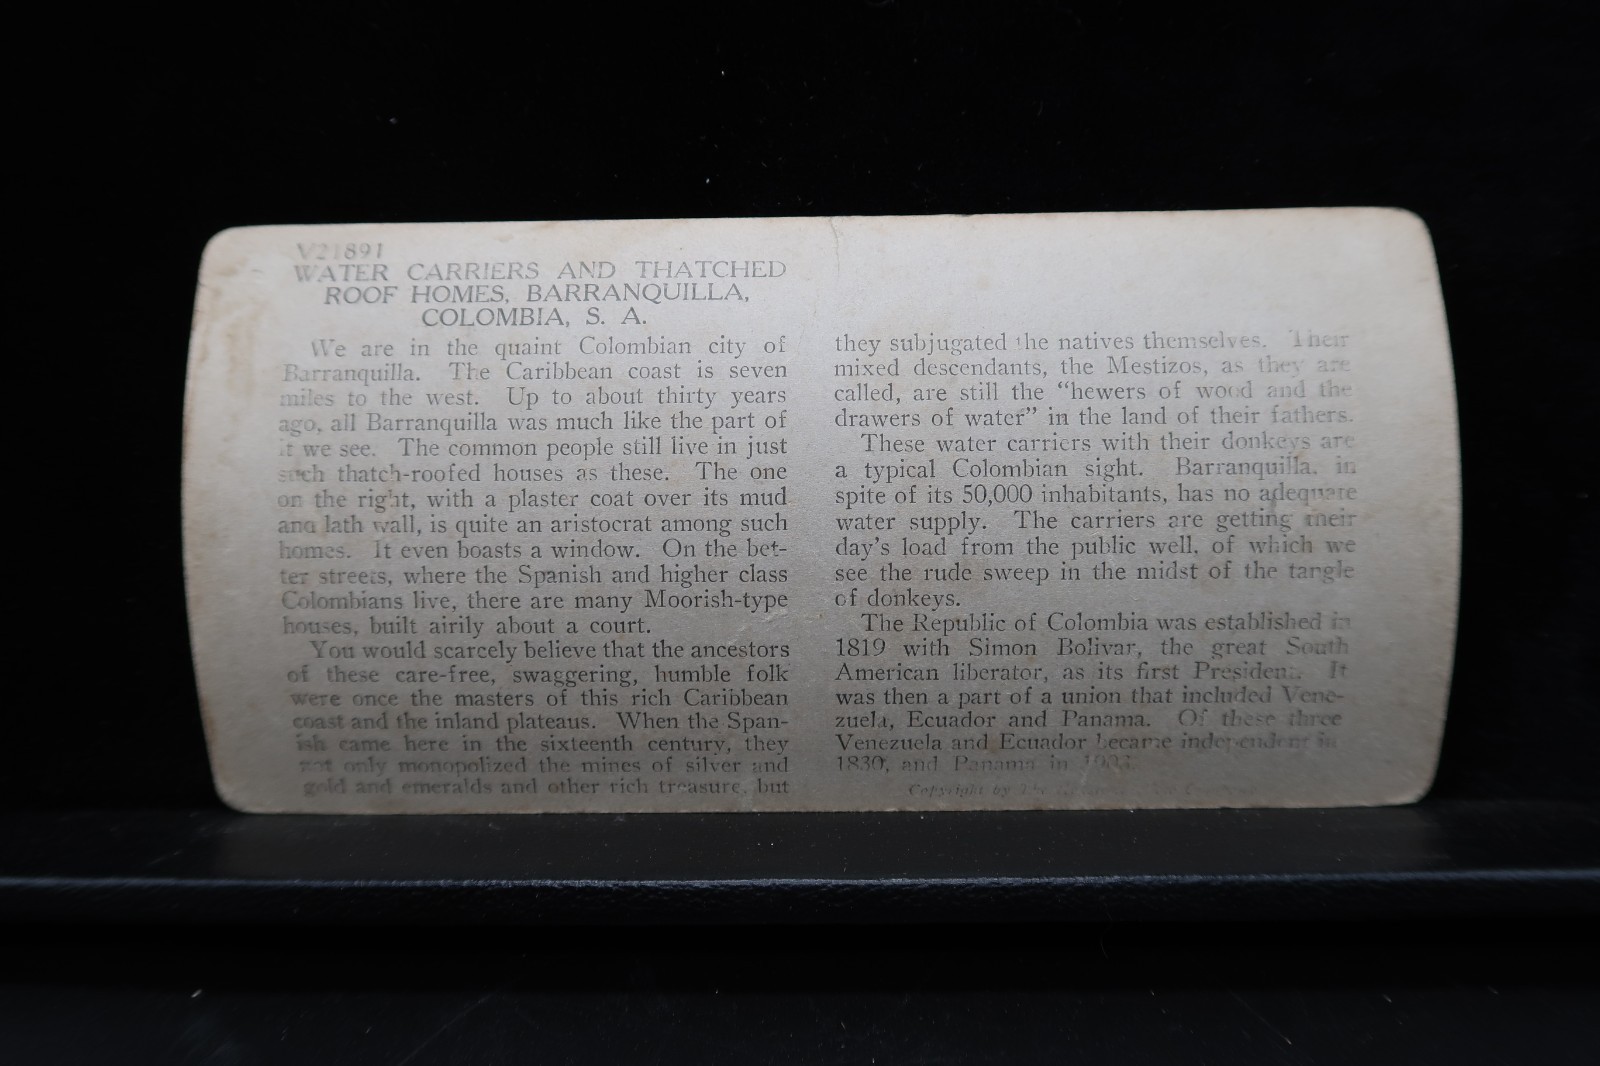 V21891
WATER CARRIERS AND THATCHED
ROOF HOMES, BARRANQUILLA,
COLOMBIA, S. A.
We are in the quaint Colombian city of
Barranquilla. The Caribbean coast is seven
miles to the west. Up to about thirty years
ago, all Barranquilla was much like the part of
it we see. The common people still live in just
such thatch-roofed houses as these. The one
on the right, with a plaster coat over its mud
and lath wall, is quite an aristocrat among such
homes. It even boasts a window. On the bet-
ter streets, where the Spanish and higher class
Colombians live, there are many Moorish-type
houses, built airily about a court.
You would scarcely believe that the ancestors
of these care-free, swaggering, humble folk
were once the masters of this rich Caribbean
coast and the inland plateaus. When the Span-
ish came here in the sixteenth century, they
not only monopolized the mines of silver and
gold and emeralds and other rich treasure, but
they subjugated the natives themselves. Their
mixed descendants, the Mestizos, as they are
called, are still the "hewers of wood and the
drawers of water" in the land of their fathers.
These water carriers with their donkeys are
a typical Colombian sight. Barranquilla, in
spite of its 50,000 inhabitants, has no adequate
water supply. The carriers are getting their
day's load from the public well, of which we
see the rude sweep in the midst of the tangle
of donkeys.
The Republic of Colombia was established in
1819 with Simon Bolivar, the great South
American liberator, as its first President. It
was then a part of a union that included Vene-
zuela, Ecuador and Panama. Of these three
Venezuela and Ecuador became independent in
1830, and Panama in 1903.
Copyright by The